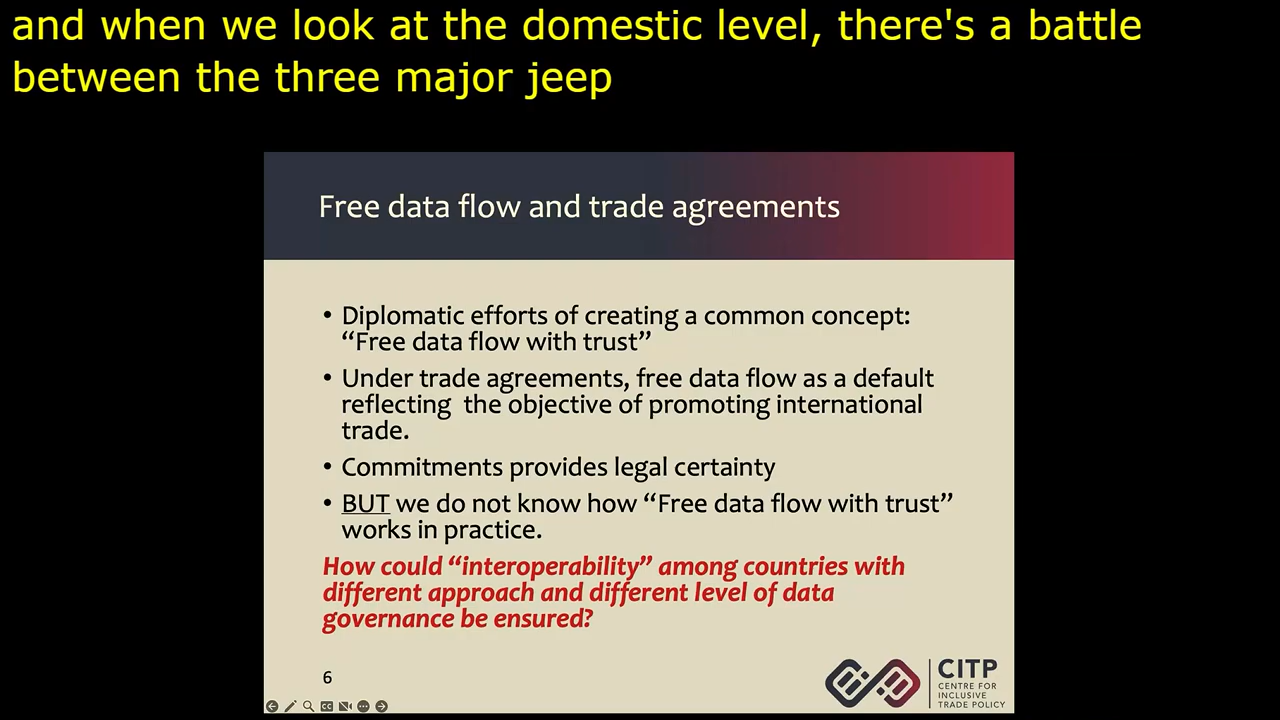 and when we look at the domestic level, there's a battle
between the three major jeep
Free data flow and trade agreements
• Diplomatic efforts of creating a common concept:
“Free data flow with trust”
• Under trade agreements, free data flow as a default
reflecting the objective of promoting international
trade.
• Commitments provides legal certainty
• BUT we do not know how “Free data flow with trust”
works in practice.
How could “interoperability” among countries with
different approach and different level of data
governance be ensured?
6
CITP
CENTRE FOR
INCLUSIVE
TRADE POLICY